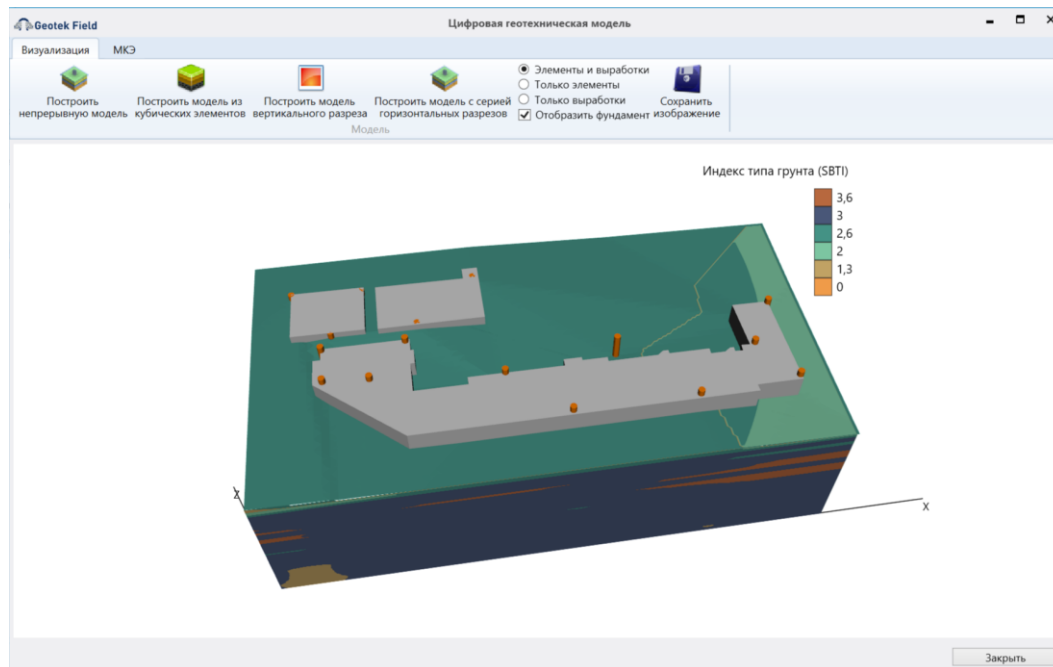 Geotek Field
Цифровая геотехническая модель
Визуализация
МКЭ
Построить
непрерывную модель
Построить модель из
кубических элементов
Построить модель
вертикального разреза
Построить модель с серией
горизонтальных разрезов
Элементы и выработки
Только элементы
Только выработки
Отобразить фундамент
Сохранить
изображение
Модель
Индекс типа грунта (SBTI)
3,6
3
2,6
2
1,3
0
Z
X
Закрыть